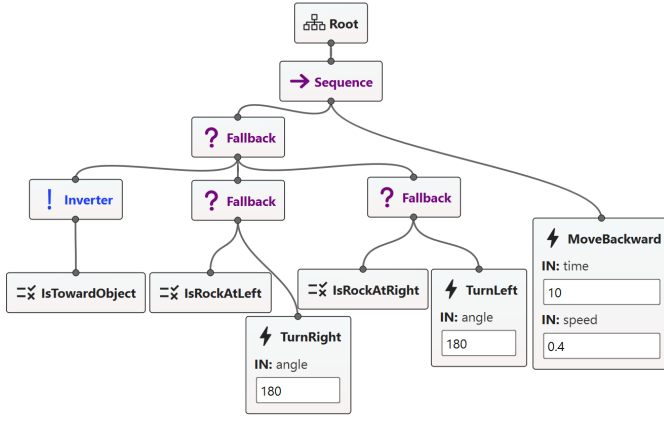 Root
Sequence
? Fallback
! Inverter
? Fallback
? Fallback
IsTowardObject
IsRockAtLeft
IsRockAtRight
TurnLeft
IN: angle
180
TurnRight
IN: angle
180
MoveBackward
IN: time
10
IN: speed
0.4